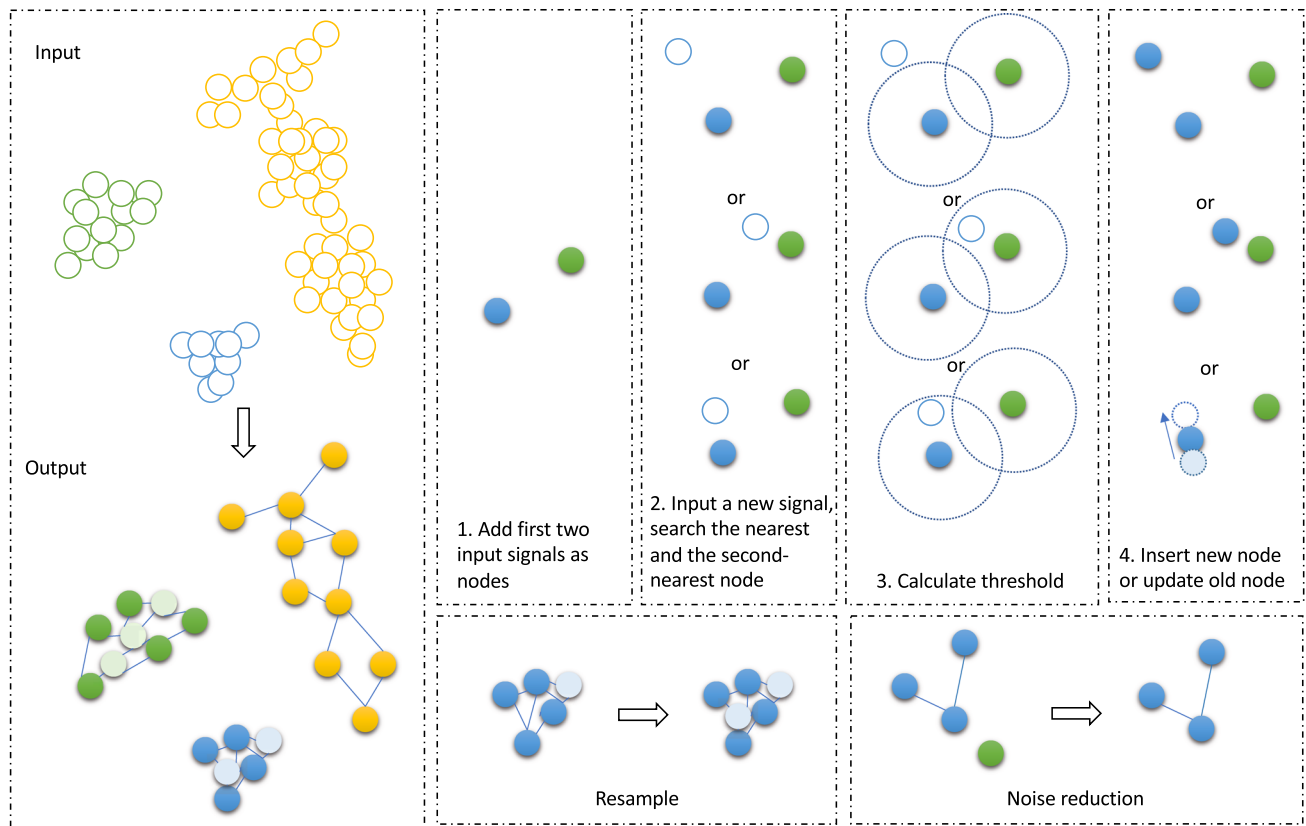 Input
Output
1. Add first two
input signals as
nodes
or
or
2. Input a new signal,
search the nearest
and the second-
nearest node
or
or
3. Calculate threshold
or
or
4. Insert new node
or update old node
Resample
Noise reduction